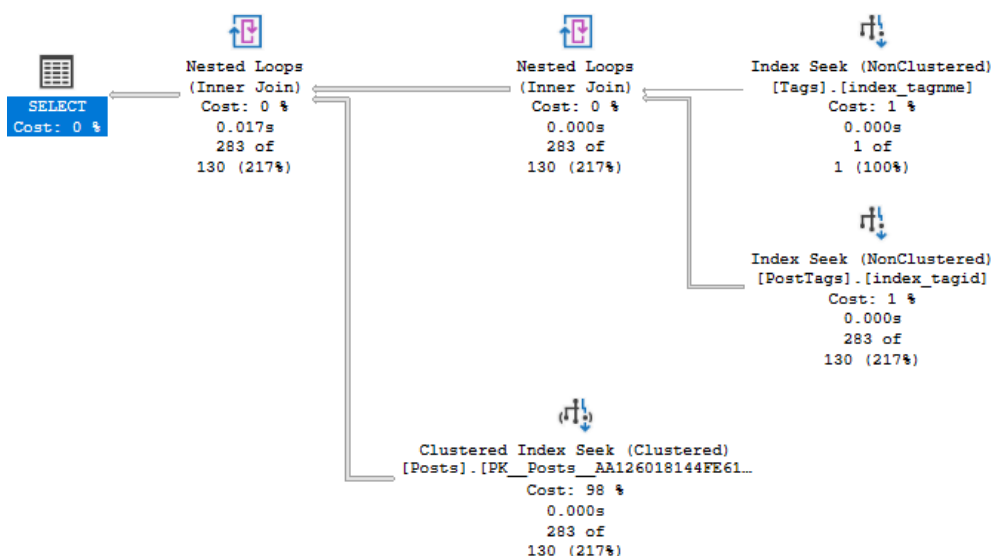 SELECT
Cost: 0 %
Nested Loops
(Inner Join)
Cost: 0 %
0.017s
283 of
130 (217%)
Nested Loops
(Inner Join)
Cost: 0 %
0.000s
283 of
130 (217%)
Index Seek (NonClustered)
[Tags].[index_tagnme]
Cost: 1 %
0.000s
1 of
1 (100%)
Index Seek (NonClustered)
[PostTags].[index_tagid]
Cost: 1 %
0.000s
283 of
130 (217%)
Clustered Index Seek (Clustered)
[Posts].[PK__Posts__AA126018144FE61…
Cost: 98 %
0.000s
283 of
130 (217%)